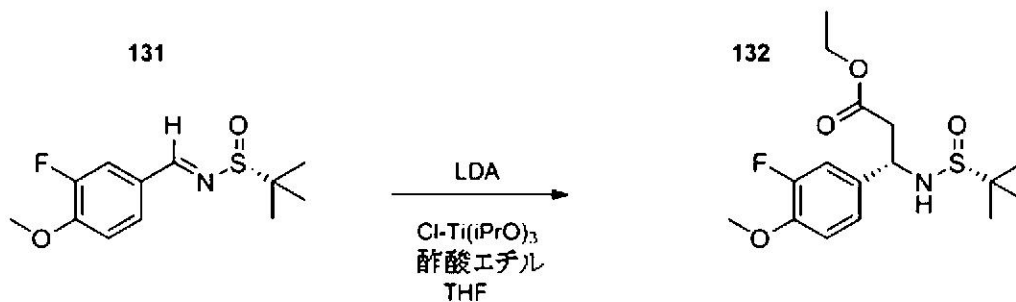 131
132
H
O
F
N
S
O
LDA
Cl-Ti(iPrO)3
酢酸エチル
THF
O
O
O
F
S
N
H
O